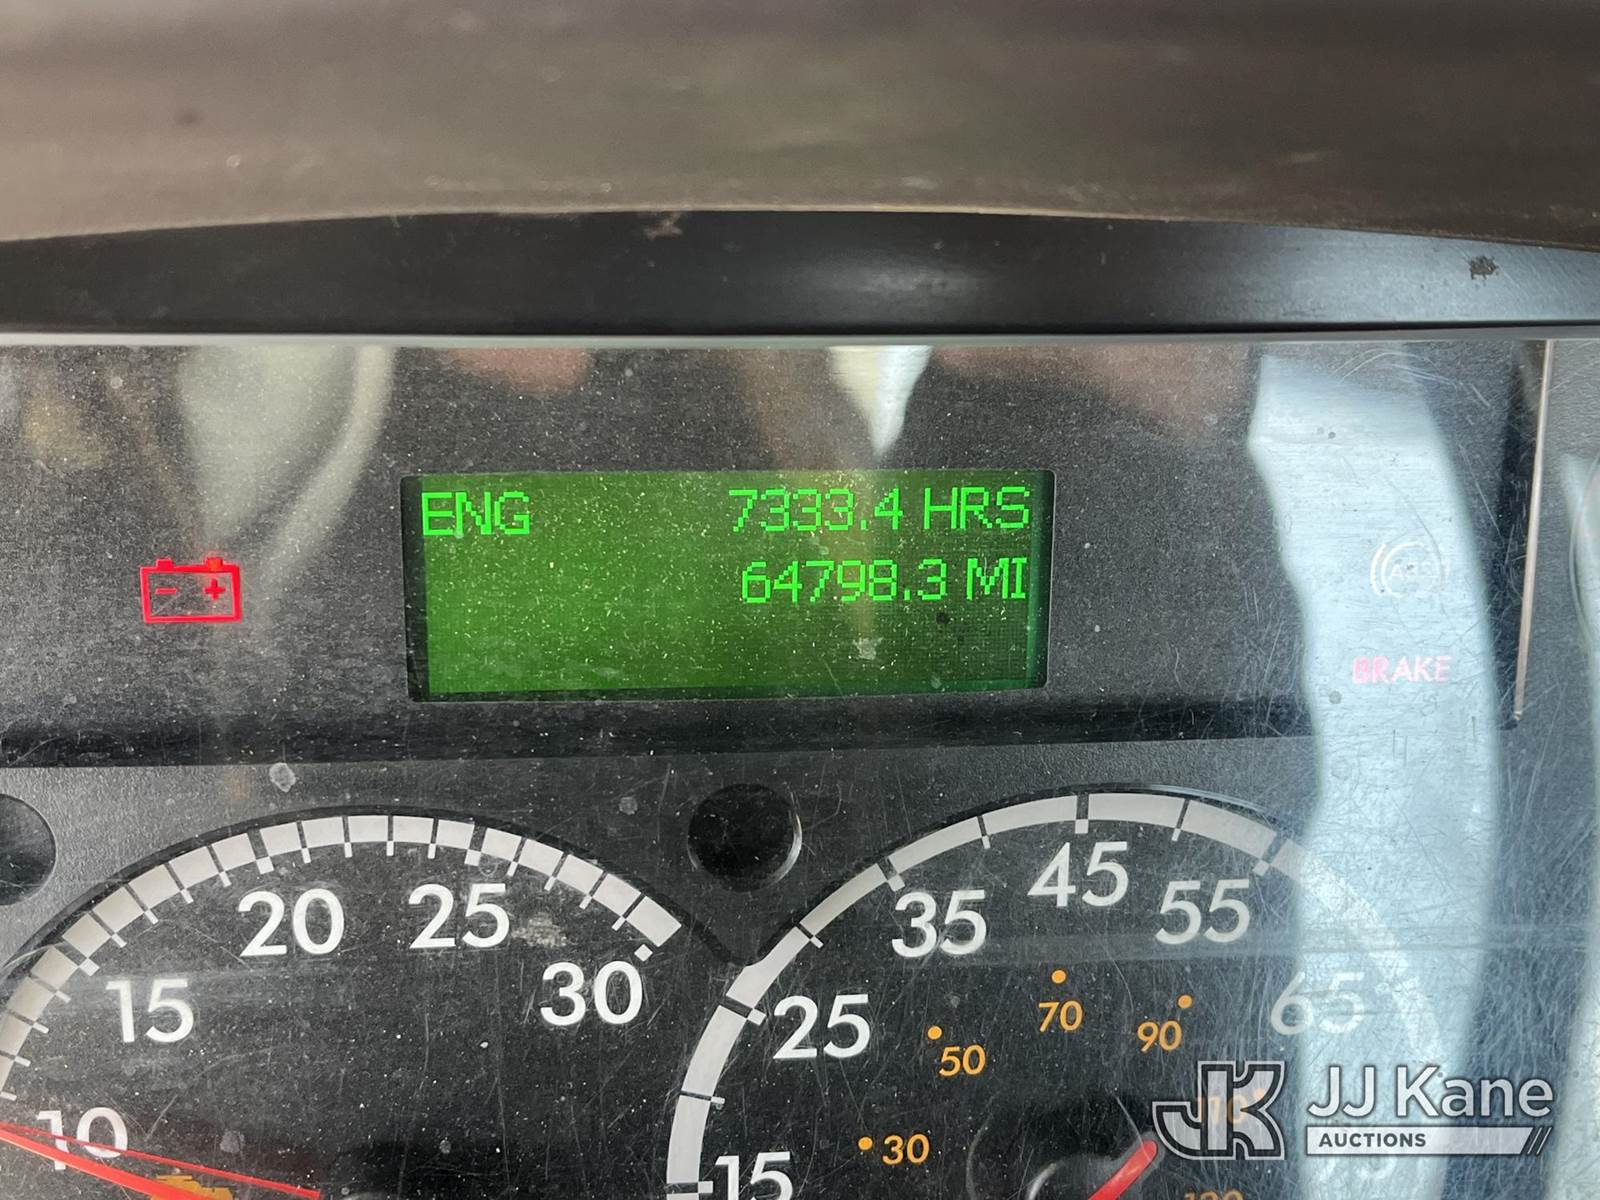 ENG 7333.4 HRS
64798.3 MI
BRAKE
10 15 20 25 30
15 25 35 45 55 65
30 50 70 90 110
JJ Kane
AUCTIONS